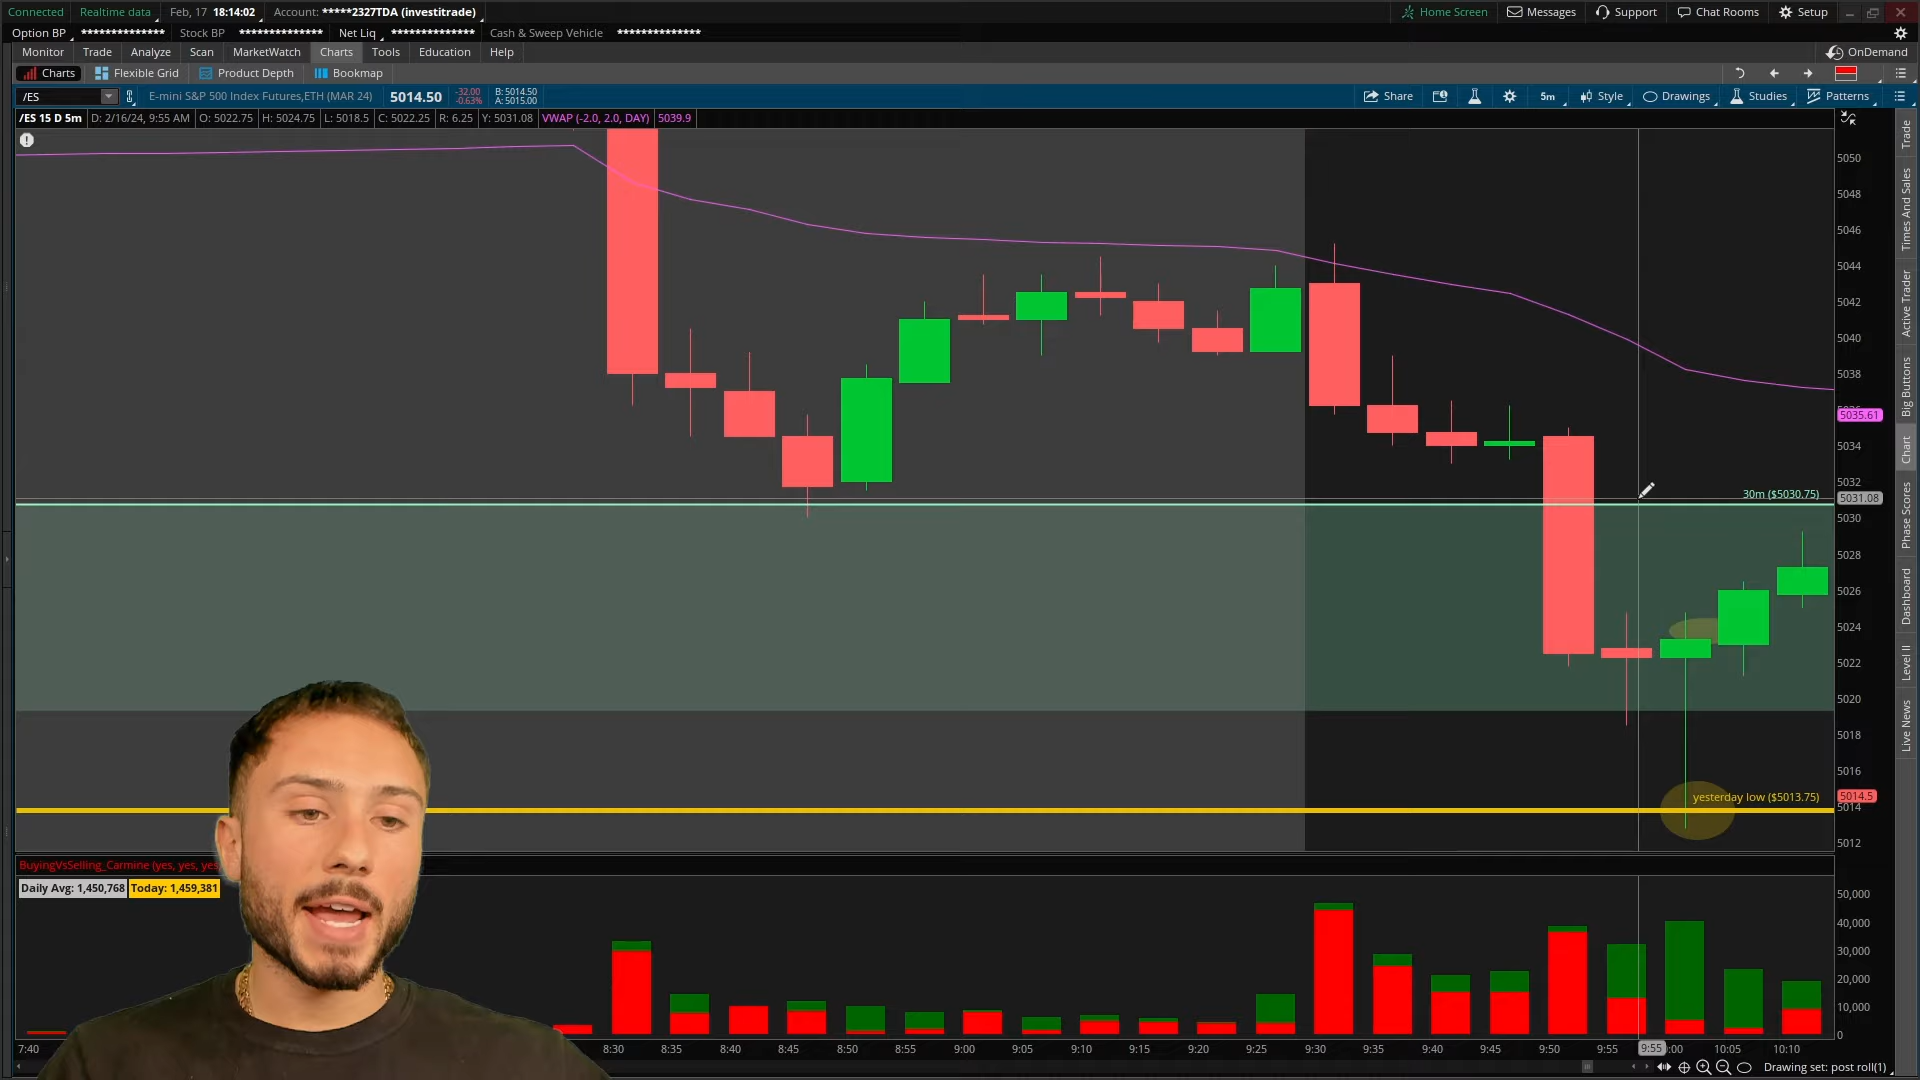 Connected Realtime data Feb, 17 18:14:02 Account: *****2327TDA (investitrade) Home Screen Messages Support Chat Rooms Setup
Option BP ************** Stock BP ************** Net Liq ************** Cash & Sweep Vehicle **************
Monitor Trade Analyze Scan MarketWatch Charts Tools Education Help OnDemand
Charts Flexible Grid Product Depth Bookmap
/ES E-mini S&P 500 Index Futures,ETH (MAR 24) 5014.50 -32.00 B: 5014.50 Share 5m Style Drawings Studies Patterns
-0.63% A: 5015.00
/ES 15 D 5m D: 2/16/24, 9:55 AM O: 5022.75 H: 5024.75 L: 5018.5 C: 5022.25 R: 6.25 Y: 5031.08 VWAP (-2.0, 2.0, DAY) 5039.9
5050
5048
5046
5044
5042
5040
5038
5035.61
5034
5032
30m ($5030.75) 5031.08
5030
5028
5026
5024
5022
5020
5018
5016
yesterday low ($5013.75) 5014.5
5014
5012
BuyingVsSelling_Carmine (yes, yes, yes
Daily Avg: 1,450,768 Today: 1,459,381
50,000
40,000
30,000
20,000
10,000
0
7:40 8:30 8:35 8:40 8:45 8:50 8:55 9:00 9:05 9:10 9:15 9:20 9:25 9:30 9:35 9:40 9:45 9:50 9:55 9:55 :00 10:05 10:10
Drawing set: post roll(1)
Trade
Times And Sales
Active Trader
Big Buttons
Chart
Phase Scores
Dashboard
Level II
Live News